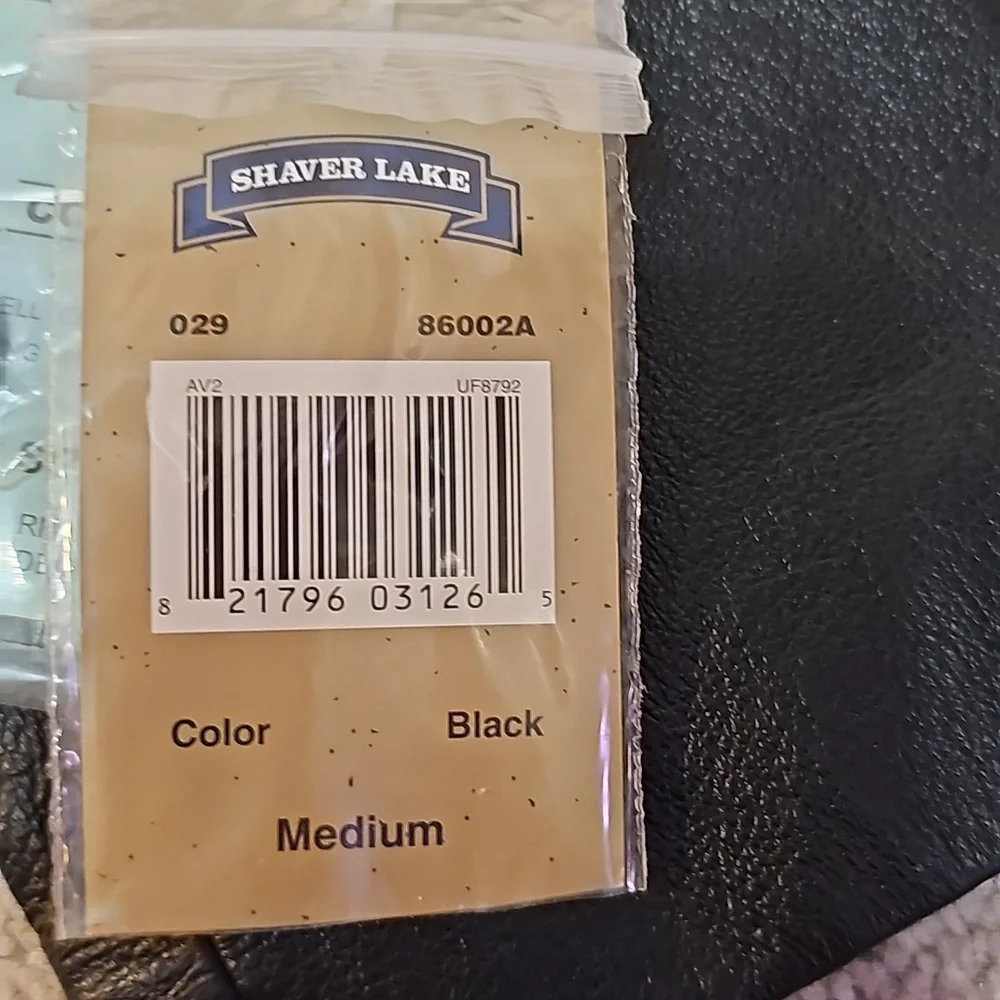 SHAVER LAKE
029 86002A
AV2 UF8792
8 21796 03126 5
Color Black
Medium